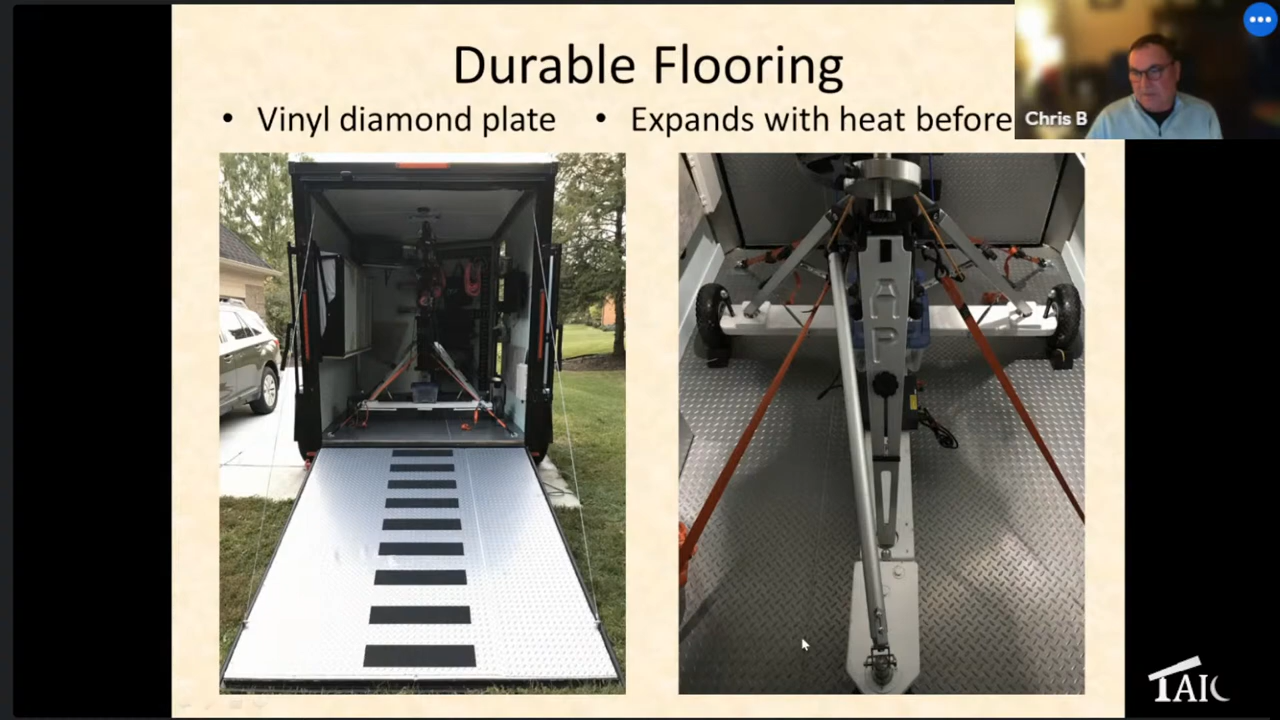 Durable Flooring
• Vinyl diamond plate • Expands with heat before
Chris B
TAIC